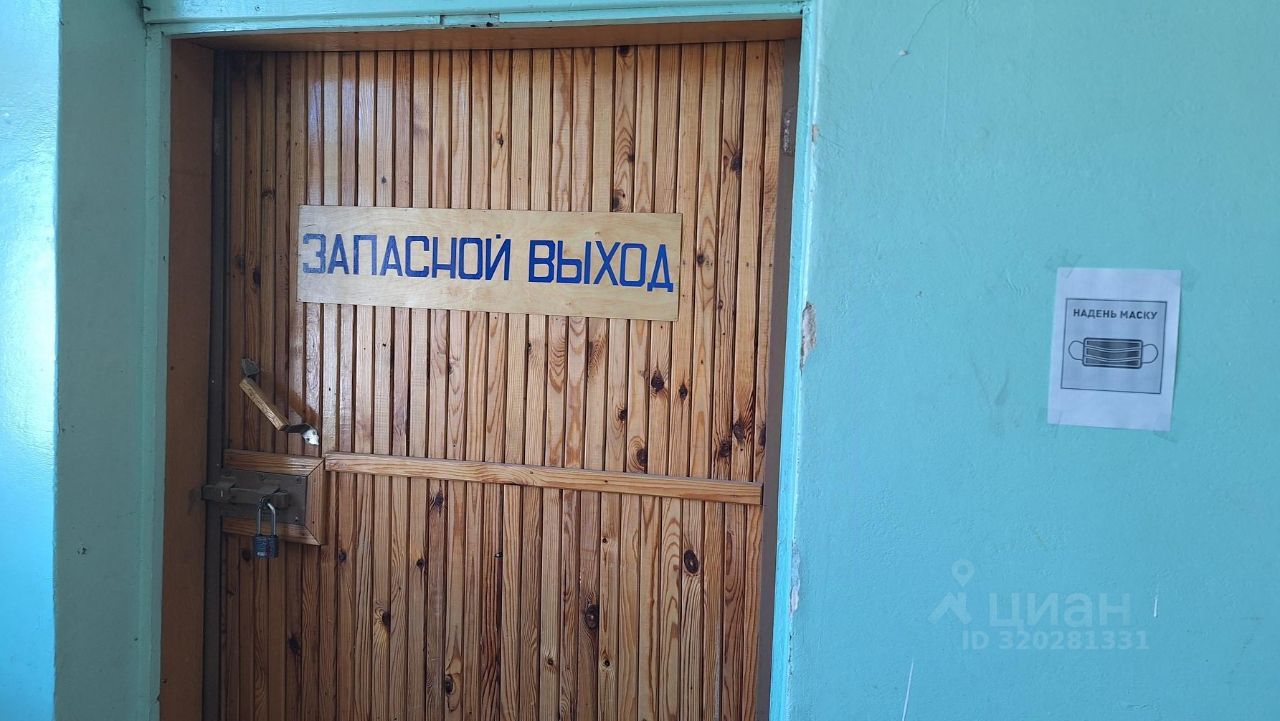 ЗАПАСНОЙ ВЫХОД
НАДЕНЬ МАСКУ
циан
ID 320281331